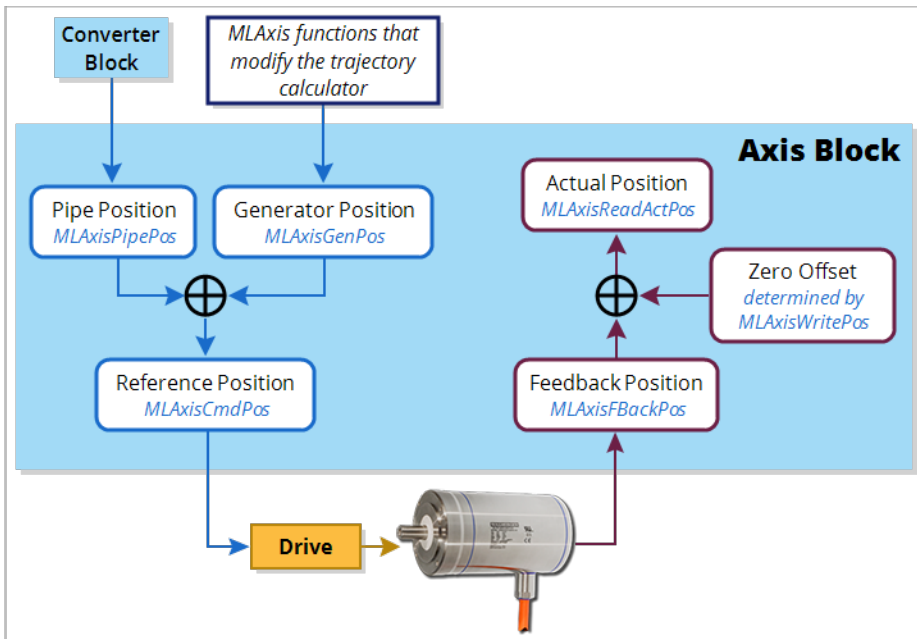 Converter
Block
MLAxis functions that
modify the trajectory
calculator
Axis Block
Pipe Position
MLAxisPipePos
Generator Position
MLAxisGenPos
Actual Position
MLAxisReadActPos
Zero Offset
determined by
MLAxisWritePos
Reference Position
MLAxisCmdPos
Feedback Position
MLAxisFBackPos
Drive